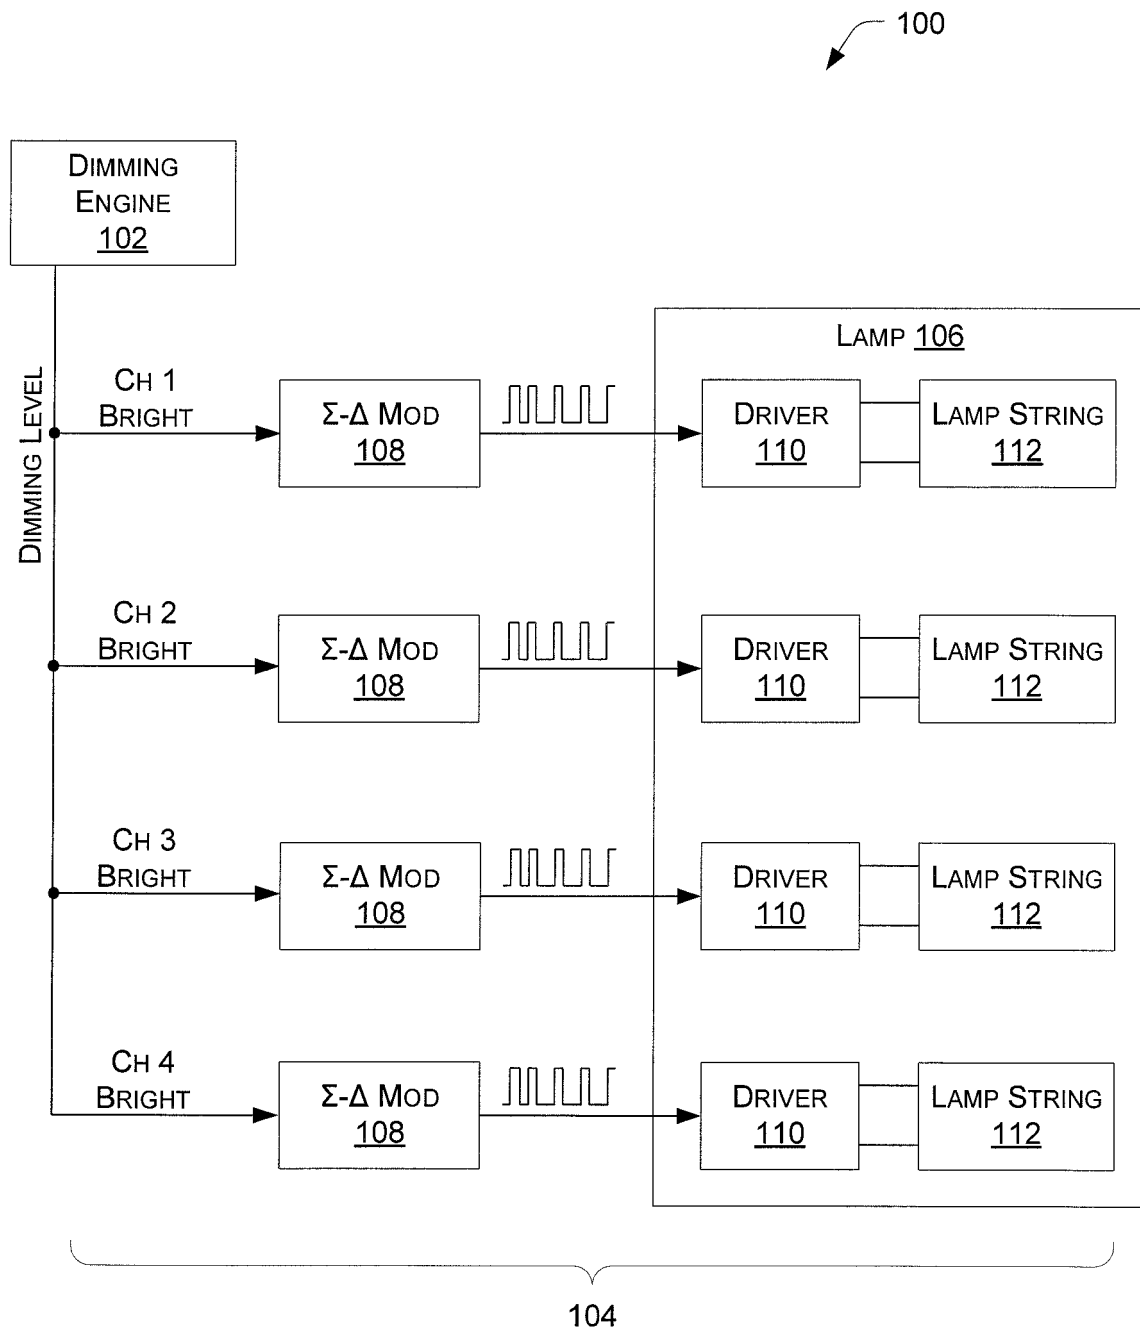 100
DIMMING
ENGINE
102
DIMMING LEVEL
LAMP 106
CH 1
BRIGHT
Σ-Δ MOD
108
DRIVER
110
LAMP STRING
112
CH 2
BRIGHT
Σ-Δ MOD
108
DRIVER
110
LAMP STRING
112
CH 3
BRIGHT
Σ-Δ MOD
108
DRIVER
110
LAMP STRING
112
CH 4
BRIGHT
Σ-Δ MOD
108
DRIVER
110
LAMP STRING
112
104